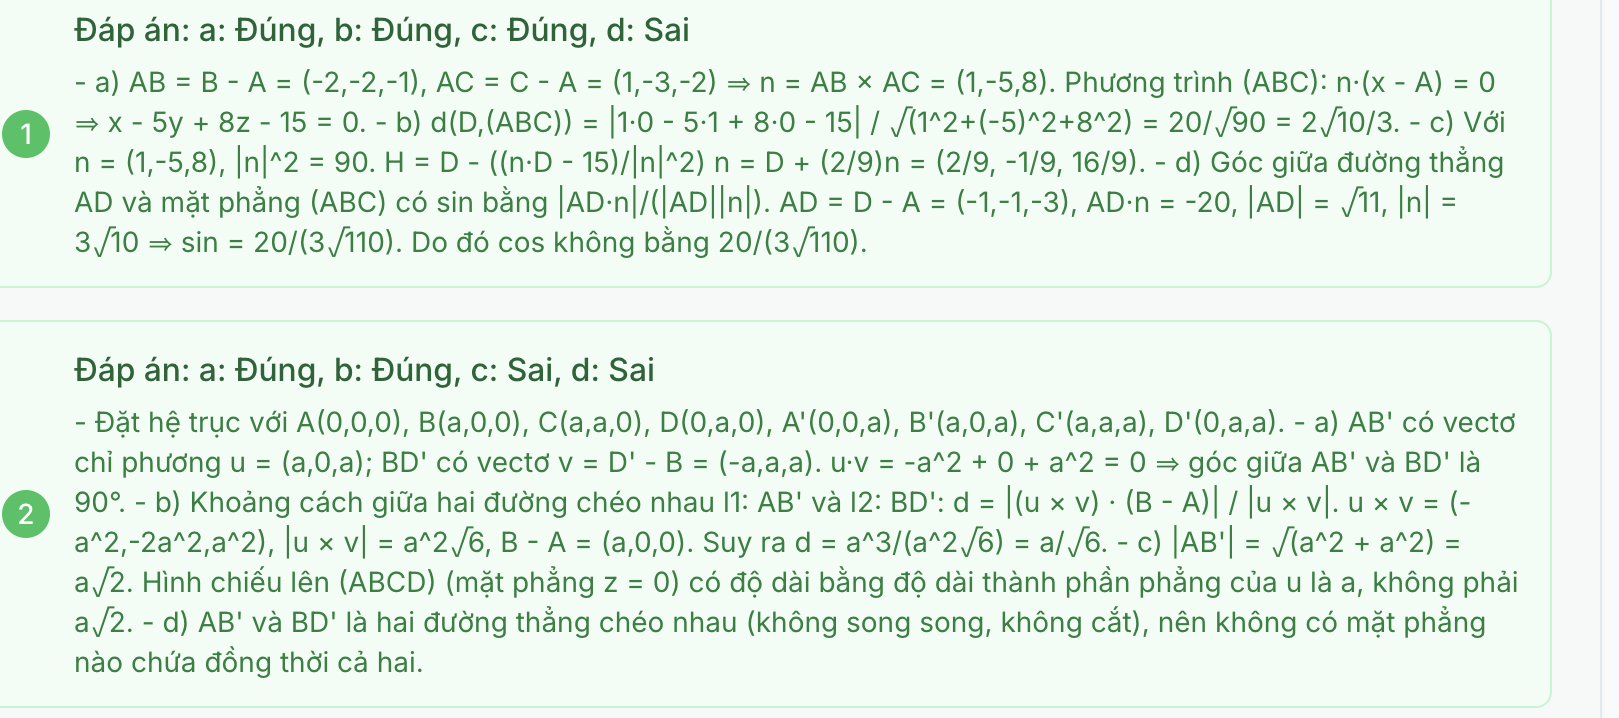 Đáp án: a: Đúng, b: Đúng, c: Đúng, d: Sai
- a) AB = B - A = (-2,-2,-1), AC = C - A = (1,-3,-2) ⇒ n = AB × AC = (1,-5,8). Phương trình (ABC): n·(x - A) = 0
⇒ x - 5y + 8z - 15 = 0. - b) d(D,(ABC)) = |1·0 - 5·1 + 8·0 - 15| / √(1^2+(-5)^2+8^2) = 20/√90 = 2√10/3. - c) Với
1
n = (1,-5,8), |n|^2 = 90. H = D - ((n·D - 15)/|n|^2) n = D + (2/9)n = (2/9, -1/9, 16/9). - d) Góc giữa đường thẳng
AD và mặt phẳng (ABC) có sin bằng |AD·n|/(|AD||n|). AD = D - A = (-1,-1,-3), AD·n = -20, |AD| = √11, |n| =
3√10 ⇒ sin = 20/(3√110). Do đó cos không bằng 20/(3√110).
Đáp án: a: Đúng, b: Đúng, c: Sai, d: Sai
- Đặt hệ trục với A(0,0,0), B(a,0,0), C(a,a,0), D(0,a,0), A'(0,0,a), B'(a,0,a), C'(a,a,a), D'(0,a,a). - a) AB' có vectơ
chỉ phương u = (a,0,a); BD' có vectơ v = D' - B = (-a,a,a). u·v = -a^2 + 0 + a^2 = 0 ⇒ góc giữa AB' và BD' là
90°. - b) Khoảng cách giữa hai đường chéo nhau l1: AB' và l2: BD': d = |(u × v) · (B - A)| / |u × v|. u × v = (-
2
a^2,-2a^2,a^2), |u × v| = a^2√6, B - A = (a,0,0). Suy ra d = a^3/(a^2√6) = a/√6. - c) |AB'| = √(a^2 + a^2) =
a√2. Hình chiếu lên (ABCD) (mặt phẳng z = 0) có độ dài bằng độ dài thành phần phẳng của u là a, không phải
a√2. - d) AB' và BD' là hai đường thẳng chéo nhau (không song song, không cắt), nên không có mặt phẳng
nào chứa đồng thời cả hai.